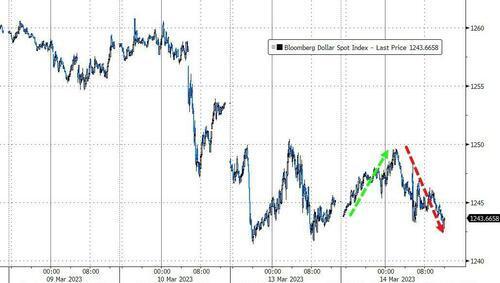 1260
Bloomberg Dollar Spot Index - Last Price 1243.6658
1255
1250
1245
1243.6658
1240
00:00 08:00 00:00 08:00 00:00 08:00 00:00 08:00
09 Mar 2023 10 Mar 2023 13 Mar 2023 14 Mar 2023